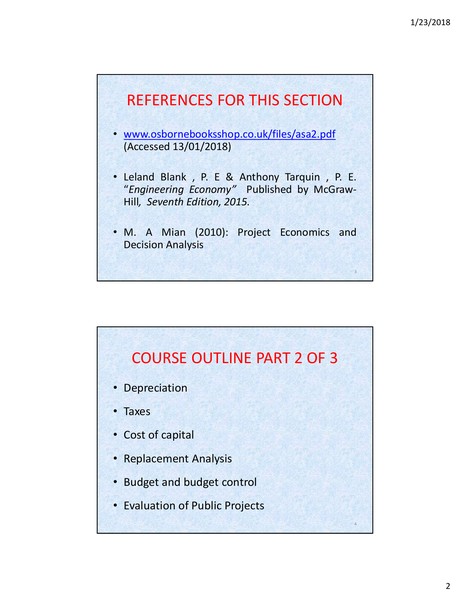 1/23/2018
REFERENCES FOR THIS SECTION
• www.osbornebooksshop.co.uk/files/asa2.pdf
(Accessed 13/01/2018)
• Leland Blank , P. E & Anthony Tarquin , P. E.
“Engineering Economy” Published by McGraw-
Hill, Seventh Edition, 2015.
• M. A Mian (2010): Project Economics and
Decision Analysis
COURSE OUTLINE PART 2 OF 3
• Depreciation
• Taxes
• Cost of capital
• Replacement Analysis
• Budget and budget control
• Evaluation of Public Projects
2